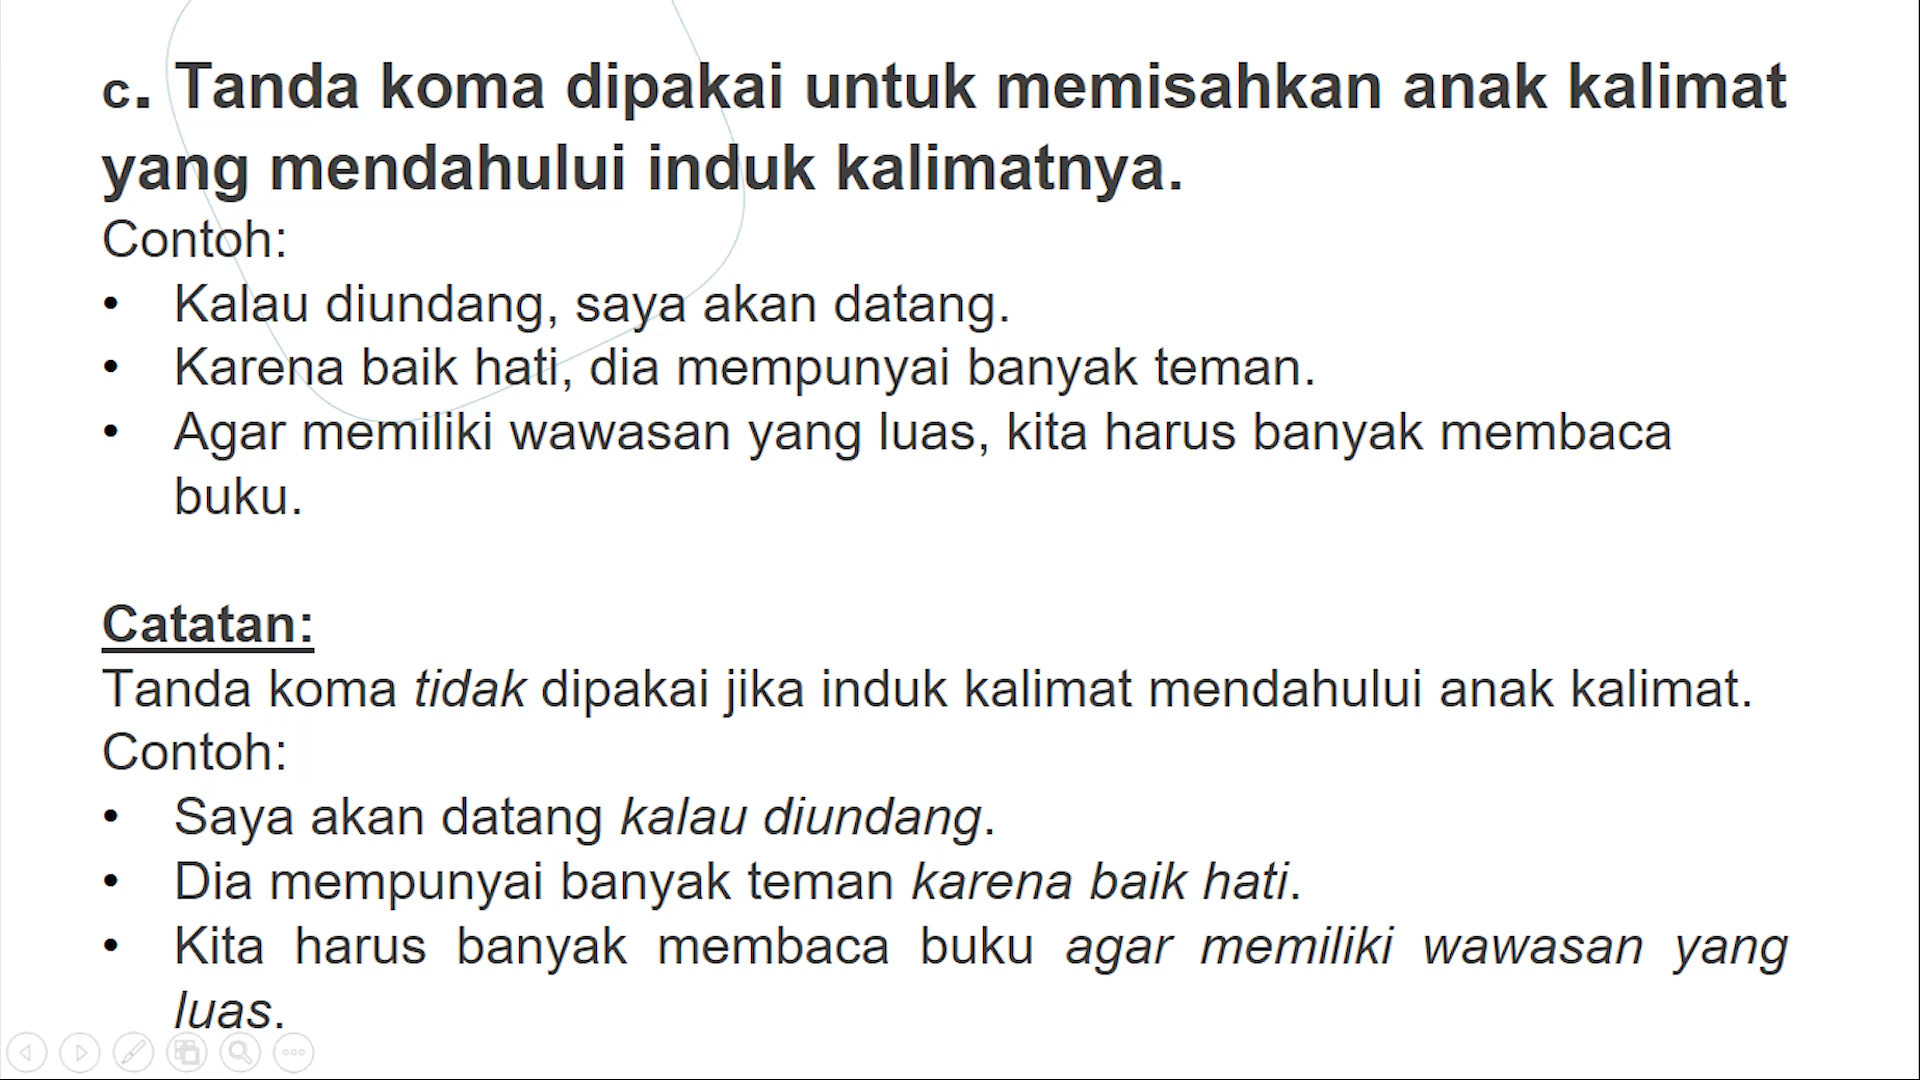 c. Tanda koma dipakai untuk memisahkan anak kalimat
yang mendahului induk kalimatnya.
Contoh:
• Kalau diundang, saya akan datang.
• Karena baik hati, dia mempunyai banyak teman.
• Agar memiliki wawasan yang luas, kita harus banyak membaca
buku.
Catatan:
Tanda koma tidak dipakai jika induk kalimat mendahului anak kalimat.
Contoh:
• Saya akan datang kalau diundang.
• Dia mempunyai banyak teman karena baik hati.
• Kita harus banyak membaca buku agar memiliki wawasan yang
luas.